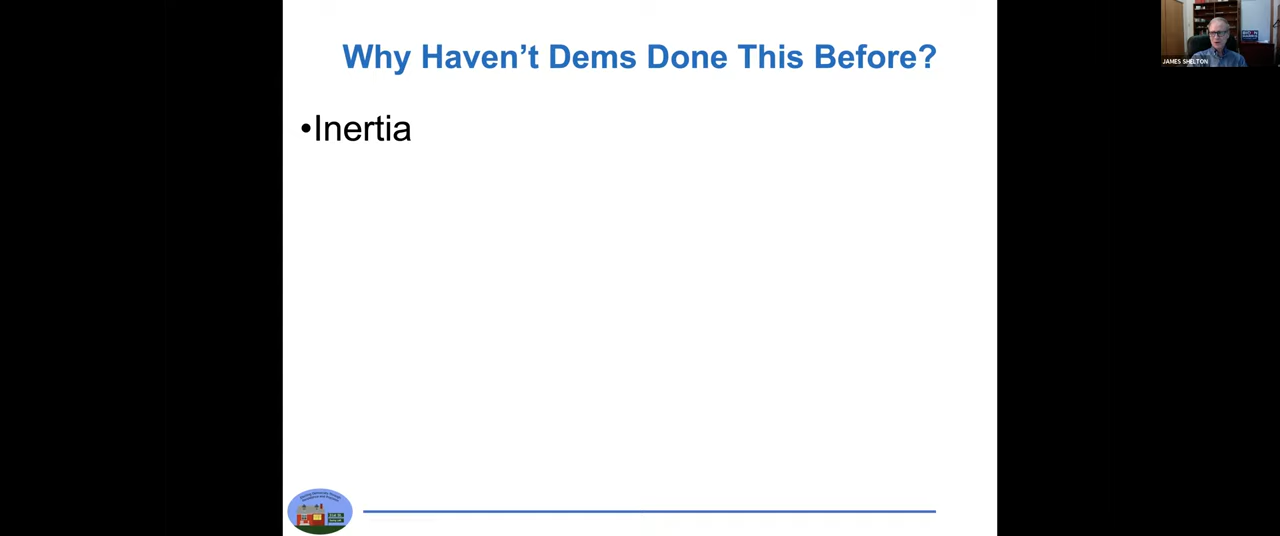 Why Haven't Dems Done This Before?
•Inertia
JAMES SHELTON